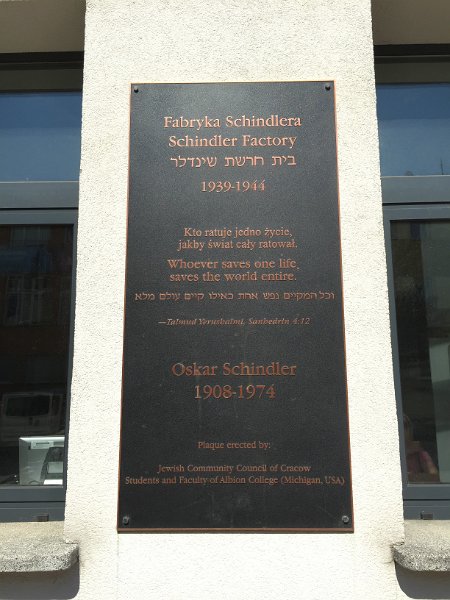 Fabryka Schindlera
Schindler Factory
בית חרשת שינדלר
1939-1944
Kto ratuje jedno życie,
jakby świat cały ratował.
Whoever saves one life,
saves the world entire.
וכל המקיים נפש אחת כאילו קיים עולם מלא
—Talmud Yerushalmi, Sanhedrin 4:12
Oskar Schindler
1908-1974
Plaque erected by:
Jewish Community Council of Cracow
Students and Faculty of Albion College (Michigan, USA)